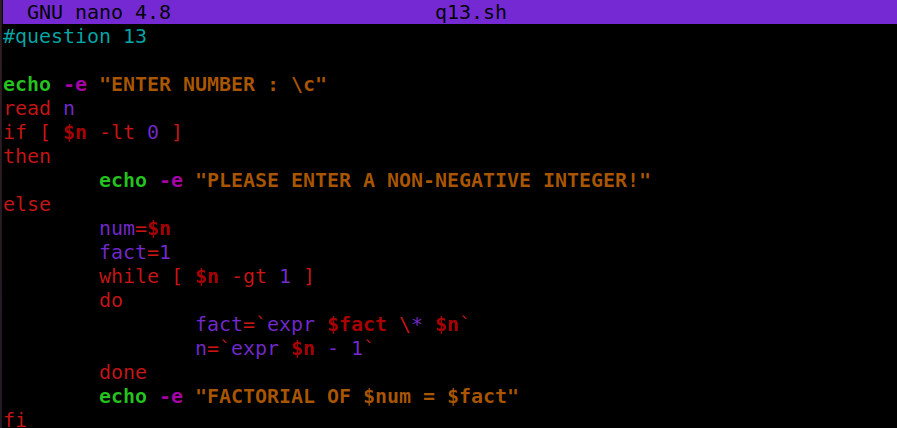 GNU nano 4.8 q13.sh
#question 13
echo -e "ENTER NUMBER : \c"
read n
if [ $n -lt 0 ]
then
echo -e "PLEASE ENTER A NON-NEGATIVE INTEGER!"
else
num=$n
fact=1
while [ $n -gt 1 ]
do
fact=`expr $fact \* $n`
n=`expr $n - 1`
done
echo -e "FACTORIAL OF $num = $fact"
fi